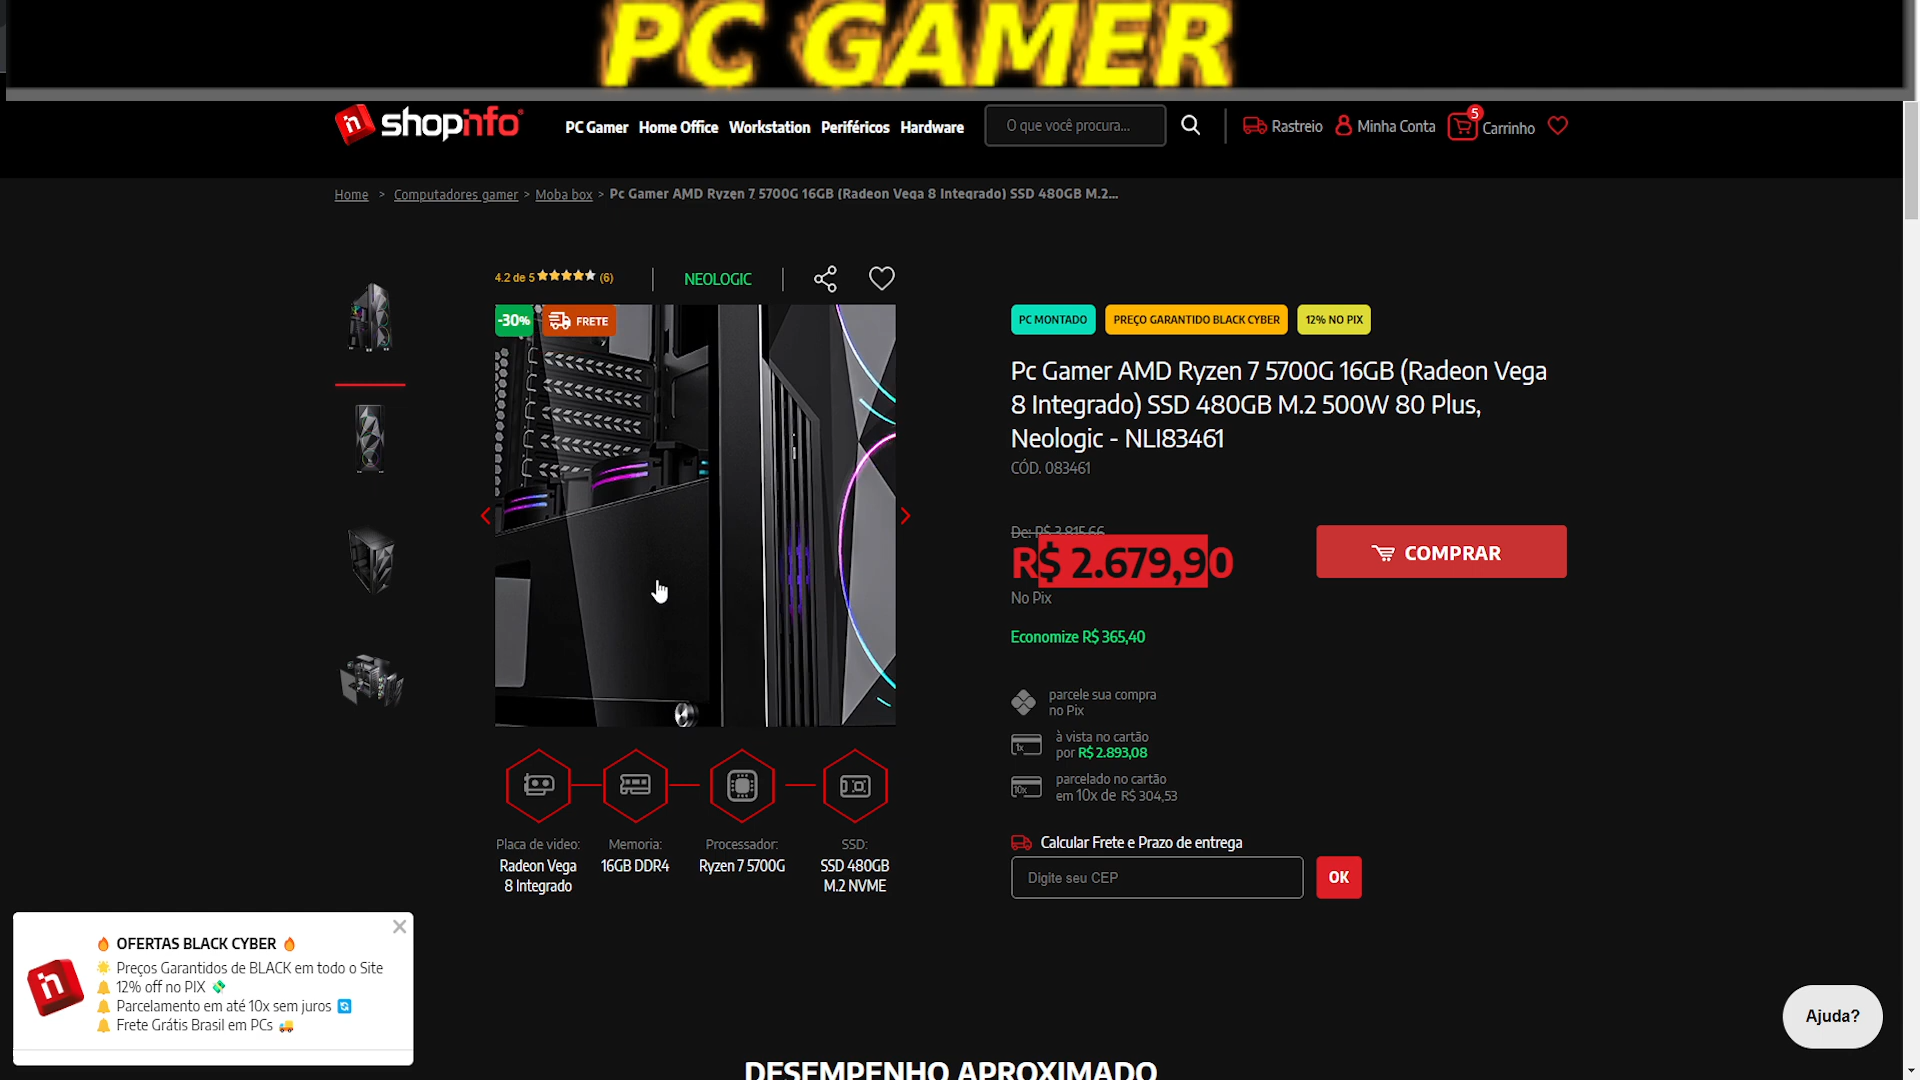 PC GAMER
shopinfo
PC Gamer Home Office Workstation Periféricos Hardware
O que você procura...
Rastreio
Minha Conta
5
Carrinho
Home > Computadores gamer > Moba box > Pc Gamer AMD Ryzen 7 5700G 16GB (Radeon Vega 8 Integrado) SSD 480GB M.2...
4.2 de 5 (6)
NEOLOGIC
-30%
FRETE
PC MONTADO
PREÇO GARANTIDO BLACK CYBER
12% NO PIX
Pc Gamer AMD Ryzen 7 5700G 16GB (Radeon Vega
8 Integrado) SSD 480GB M.2 500W 80 Plus,
Neologic - NLI83461
CÓD. 083461
De: R$ 3.815,66
R$ 2.679,90
No Pix
COMPRAR
Economize R$ 365,40
parcele sua compra
no Pix
1x
à vista no cartão
por R$ 2.893,08
10x
parcelado no cartão
em 10x de R$ 304,53
Calcular Frete e Prazo de entrega
Digite seu CEP
OK
Placa de video:
Radeon Vega
8 Integrado
Memoria:
16GB DDR4
Processador:
Ryzen 7 5700G
SSD:
SSD 480GB
M.2 NVME
OFERTAS BLACK CYBER
Preços Garantidos de BLACK em todo o Site
12% off no PIX
Parcelamento em até 10x sem juros
Frete Grátis Brasil em PCs
Ajuda?
DESEMPENHO APROXIMADO